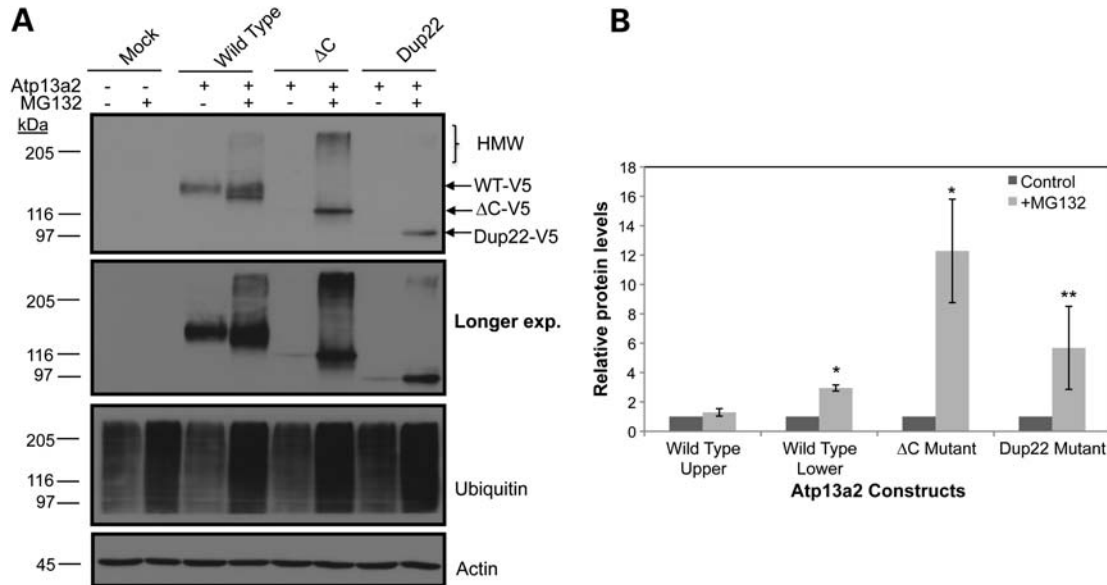 A
Mock
Wild Type
ΔC
Dup22
Atp13a2 - - + + + + + +
MG132 - + - + - + - +
kDa
205
HMW
WT-V5
116
ΔC-V5
97
Dup22-V5
205
Longer exp.
116
97
205
116
97
Ubiquitin
45
Actin
B
18
16
14
12
10
8
6
4
2
0
Relative protein levels
Control
+MG132
*
*
**
Wild Type Upper
Wild Type Lower
ΔC Mutant
Dup22 Mutant
Atp13a2 Constructs